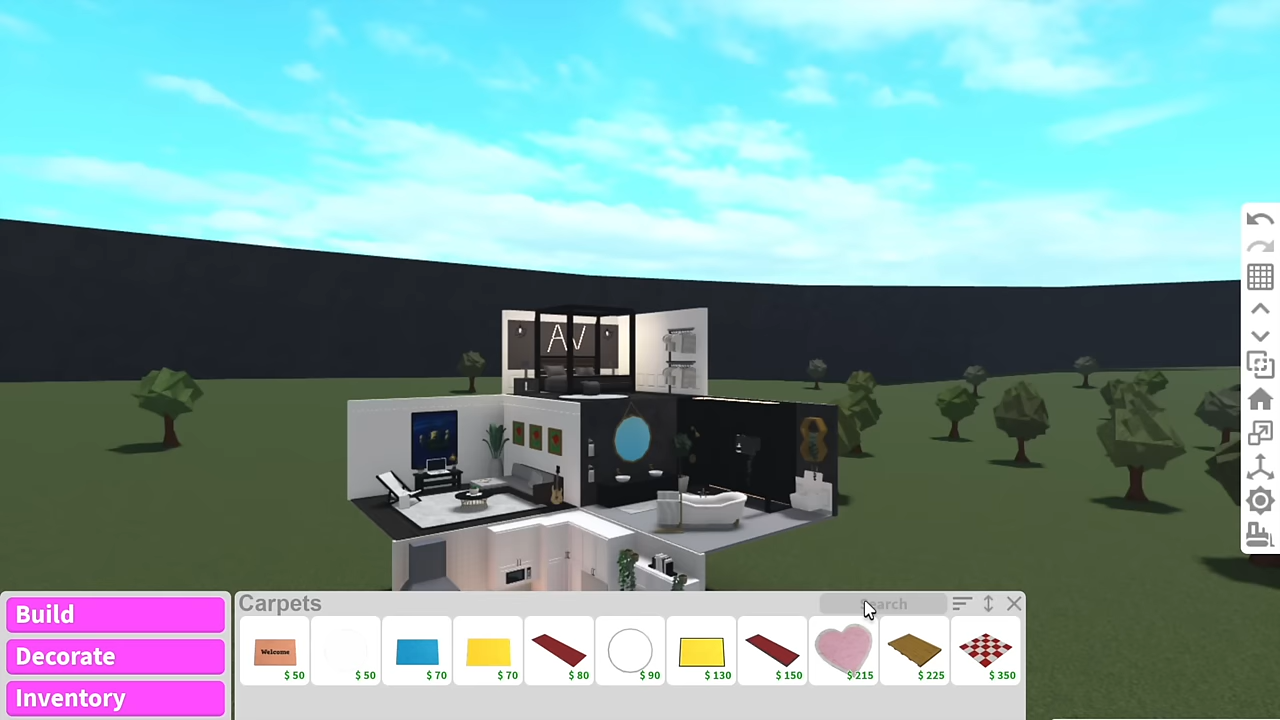 AV
Build
Decorate
Inventory
Carpets
Search
Welcome
$ 50
$ 50
$ 70
$ 70
$ 80
$ 90
$ 130
$ 150
$ 215
$ 225
$ 350